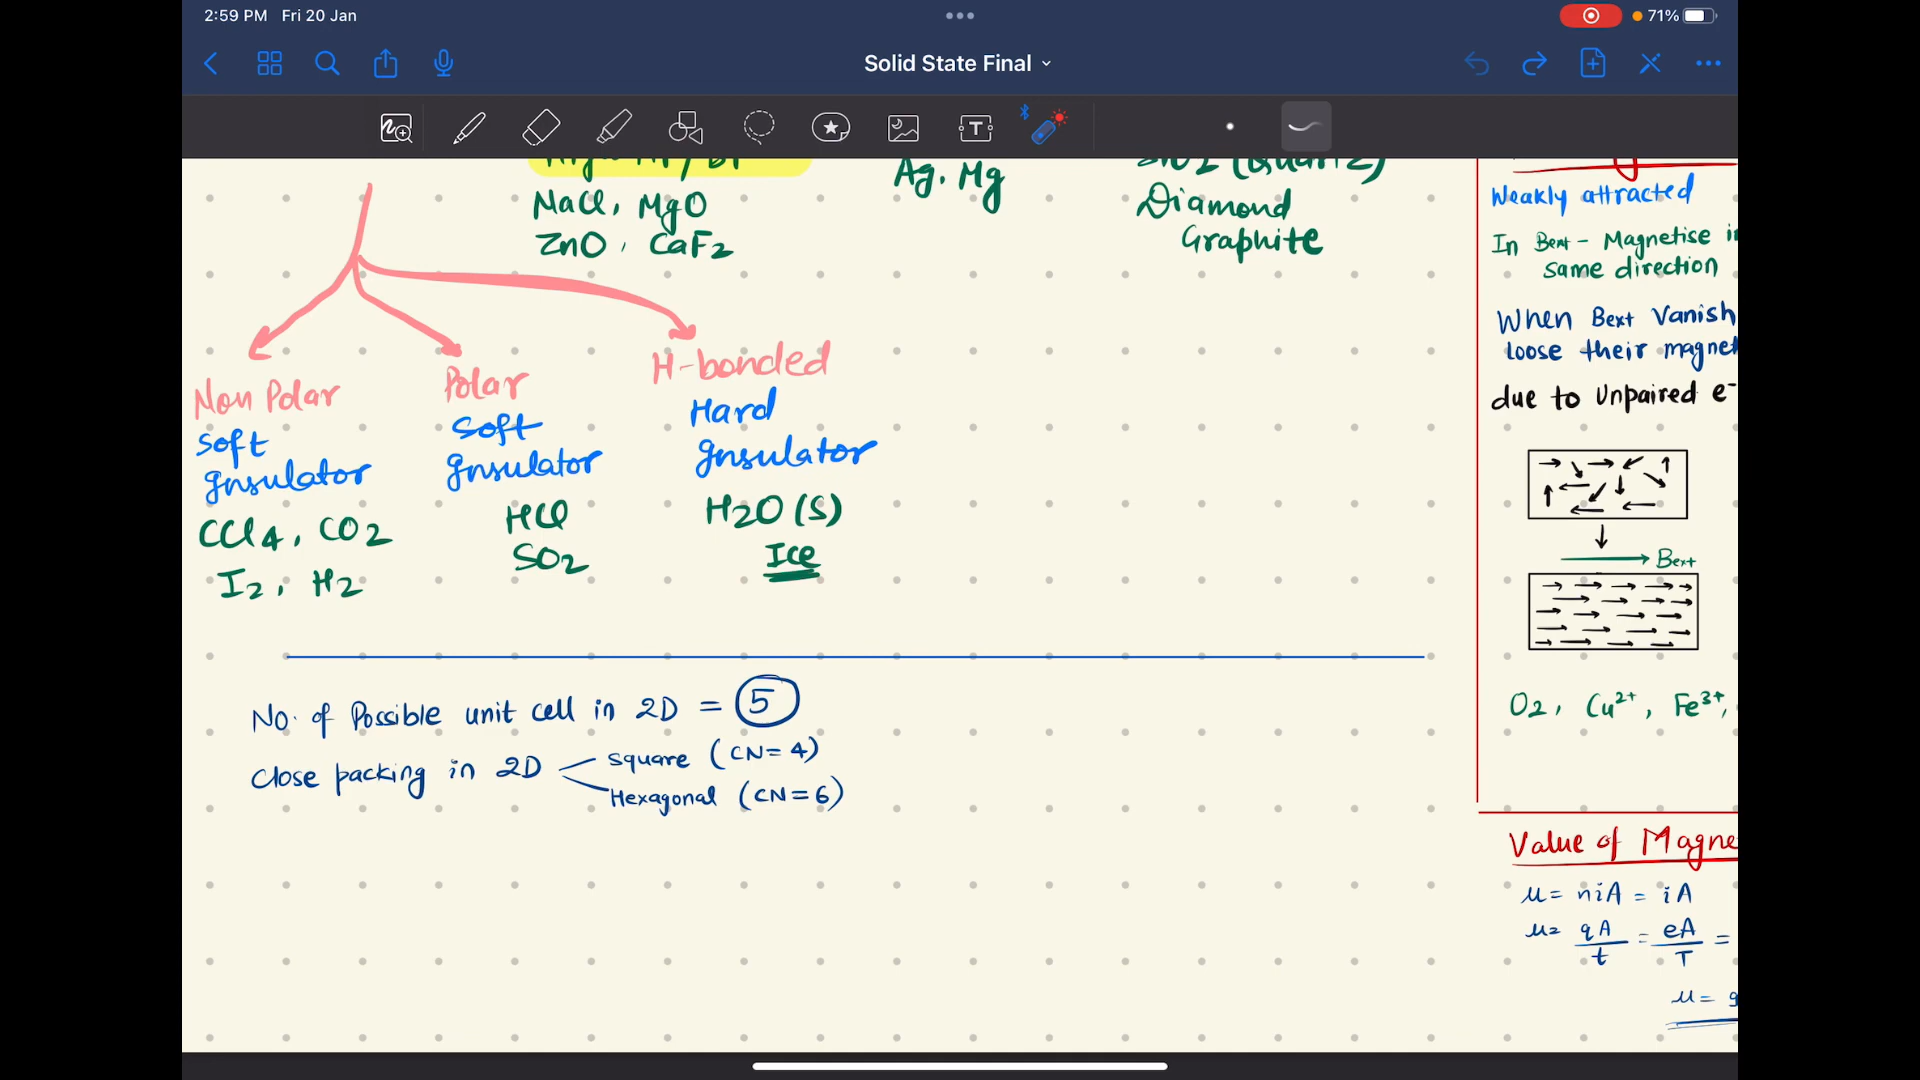 2:59 PM Fri 20 Jan
71%
Solid State Final
NaCl, MgO
ZnO, CaF2
Ag, Mg
(Quartz)
Diamond
Graphite
Non Polar
Soft
Insulator
CCl4, CO2
I2, H2
Polar
Soft
Insulator
HCl
SO2
H-bonded
Hard
Insulator
H2O (S)
Ice
No. of Possible unit cell in 2D = 5
Close packing in 2D
square (CN=4)
Hexagonal (CN=6)
Weakly attracted
In Bext - Magnetise in
same direction
When Bext Vanish
loose their magnet
due to Unpaired e-
Bext
O2, Cu2+, Fe3+,
Value of Magne
μ = niA = iA
μ = qA/t = eA/T =
μ =